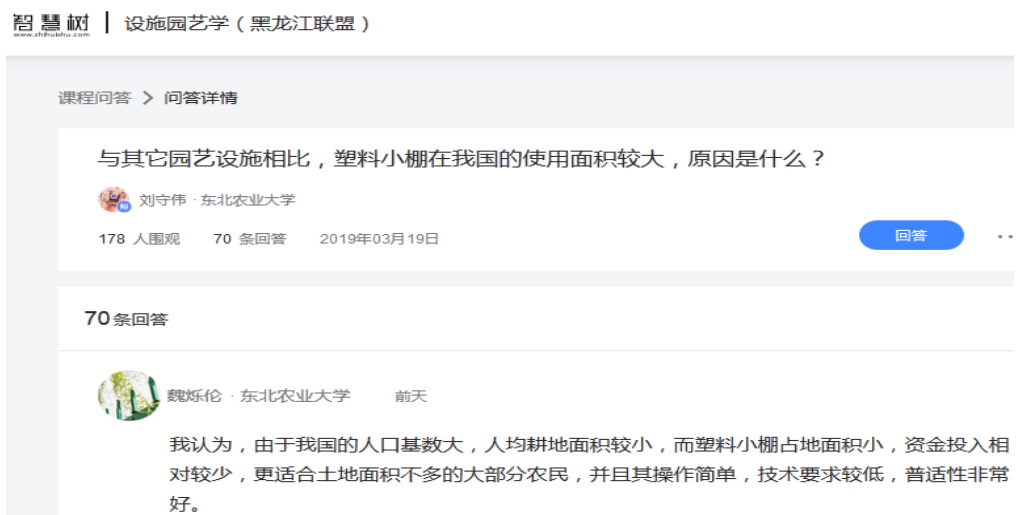 智慧树 设施园艺学（黑龙江联盟）
www.zhihuishu.com
课程问答 > 问答详情
与其它园艺设施相比，塑料小棚在我国的使用面积较大，原因是什么？
刘守伟 · 东北农业大学
178 人围观 70 条回答 2019年03月19日
回答 ··
70条回答
魏烁伦 · 东北农业大学 前天
我认为，由于我国的人口基数大，人均耕地面积较小，而塑料小棚占地面积小，资金投入相
对较少，更适合土地面积不多的大部分农民，并且其操作简单，技术要求较低，普适性非常
好。